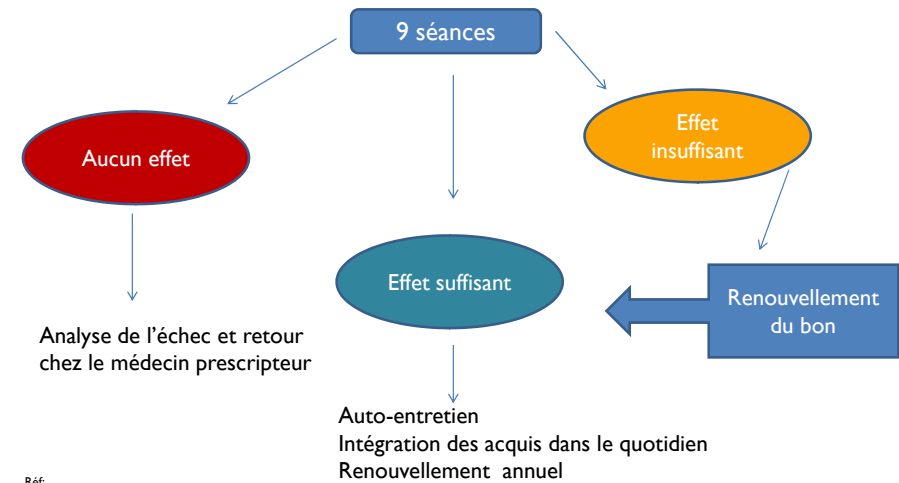 9 séances
Effet
insuffisant
Aucun effet
Effet suffisant
Renouvellement
du bon
Analyse de l’échec et retour
chez le médecin prescripteur
Auto-entretien
Intégration des acquis dans le quotidien
Renouvellement annuel
Réf: